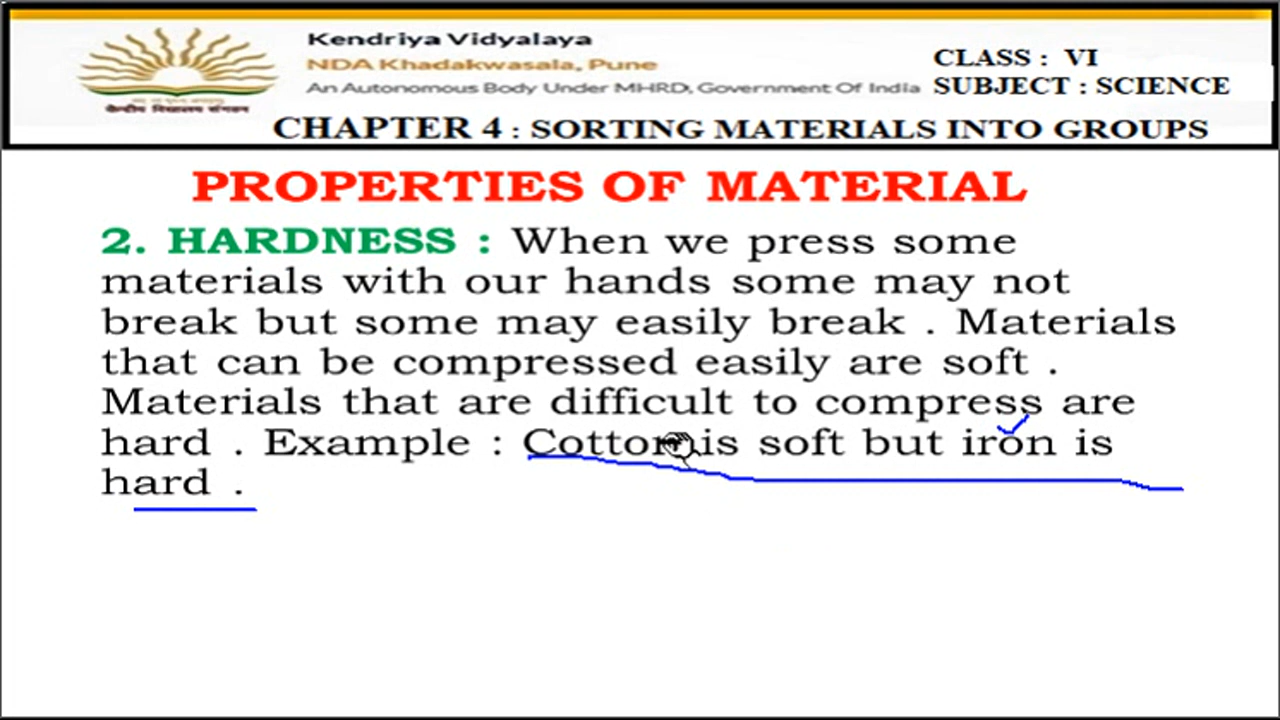 Kendriya Vidyalaya
NDA Khadakwasala, Pune
An Autonomous Body Under MHRD, Government Of India
केन्द्रीय विद्यालय संगठन
CLASS : VI
SUBJECT : SCIENCE
CHAPTER 4 : SORTING MATERIALS INTO GROUPS
PROPERTIES OF MATERIAL
2. HARDNESS : When we press some
materials with our hands some may not
break but some may easily break . Materials
that can be compressed easily are soft .
Materials that are difficult to compress are
hard . Example : Cotton is soft but iron is
hard .